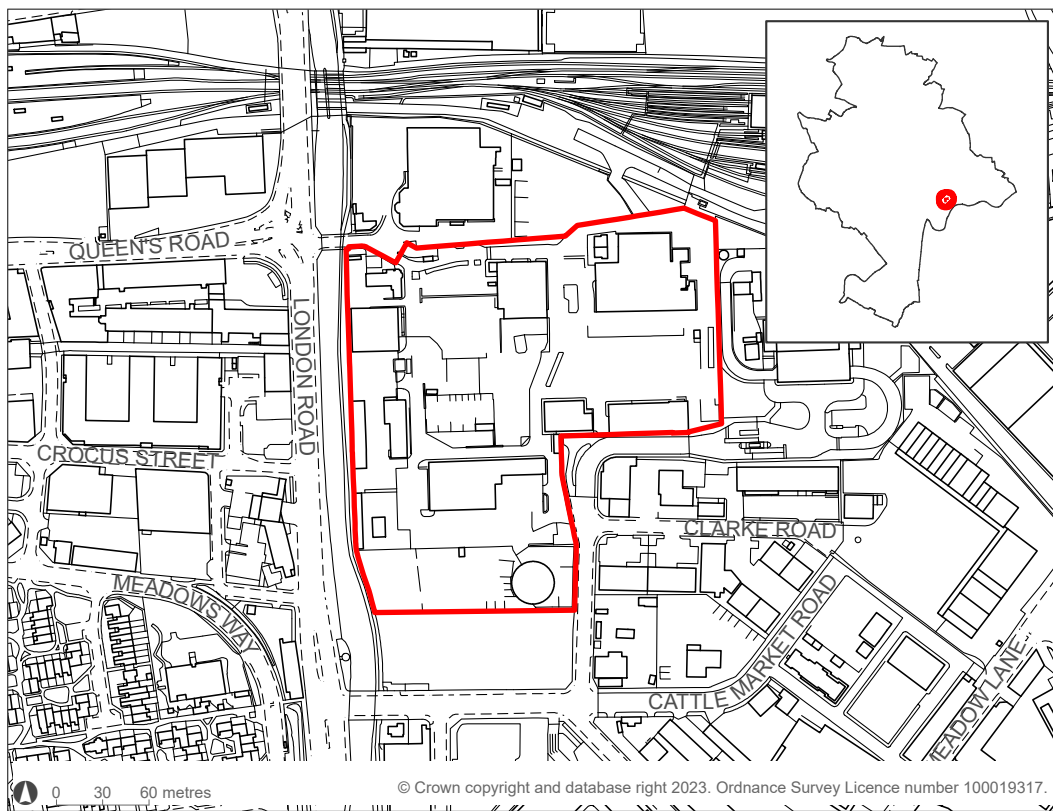 QUEEN'S ROAD
LONDON ROAD
CROCUS STREET
CLARKE ROAD
MEADOWS WAY
CATTLE MARKET ROAD
MEADOW LANE
0 30 60 metres
© Crown copyright and database right 2023. Ordnance Survey Licence number 100019317.